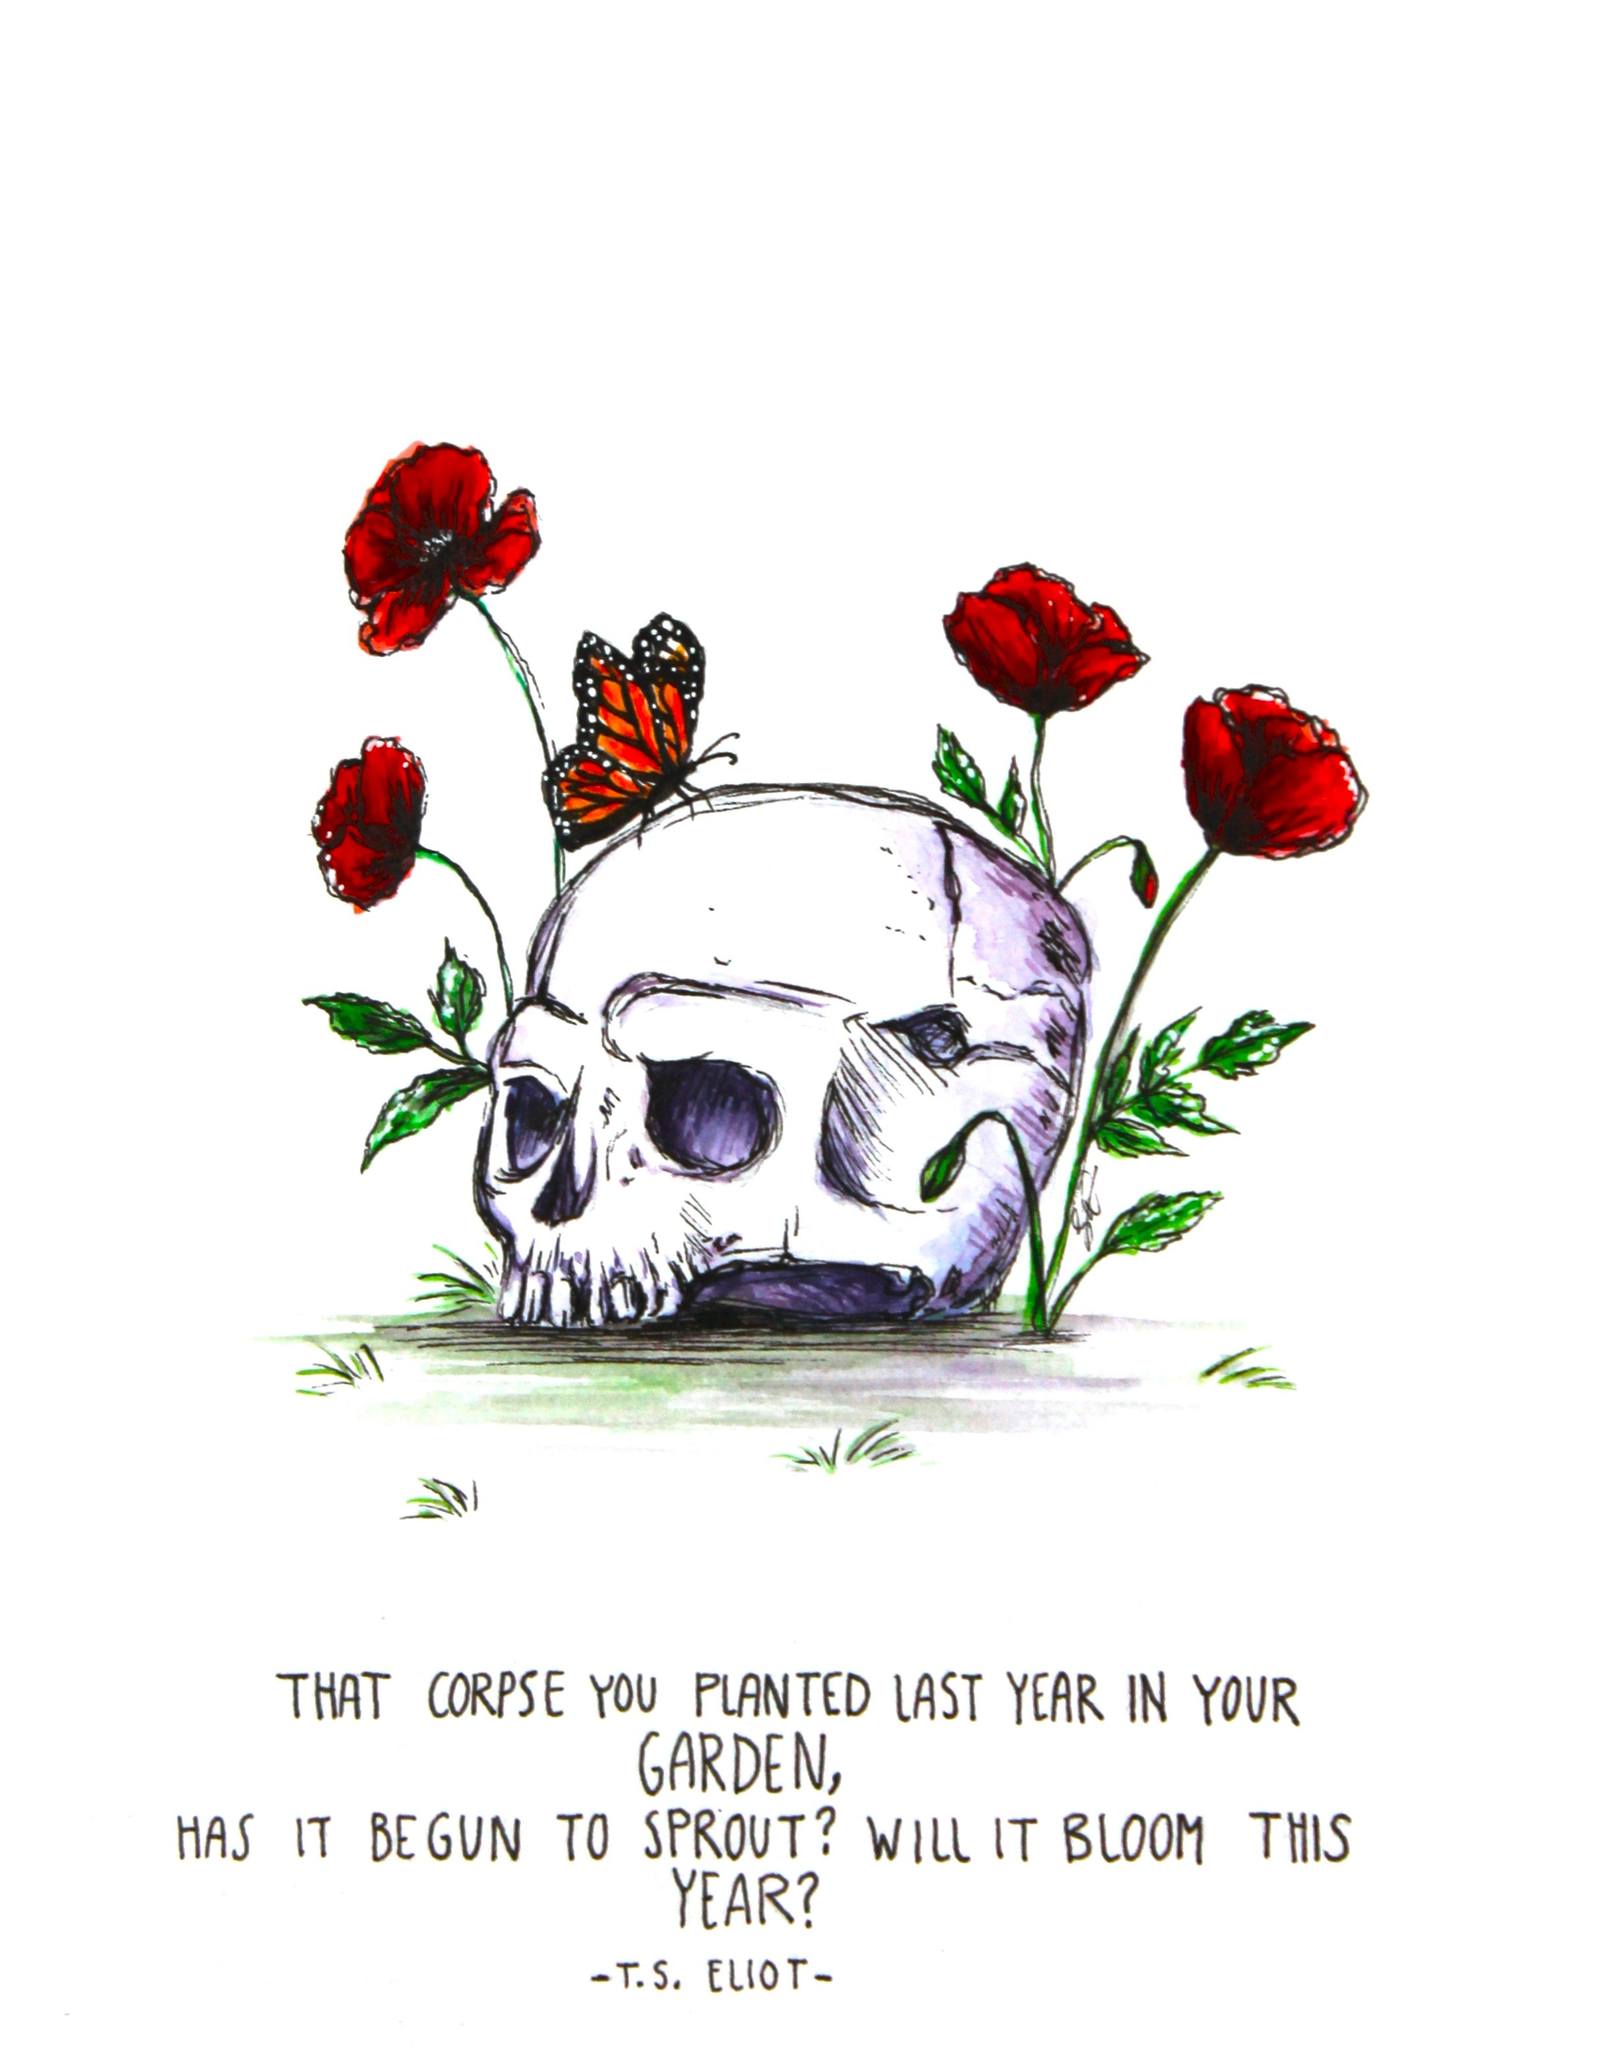 THAT CORPSE YOU PLANTED LAST YEAR IN YOUR
GARDEN,
HAS IT BEGUN TO SPROUT? WILL IT BLOOM THIS
YEAR?
-T.S. ELIOT-